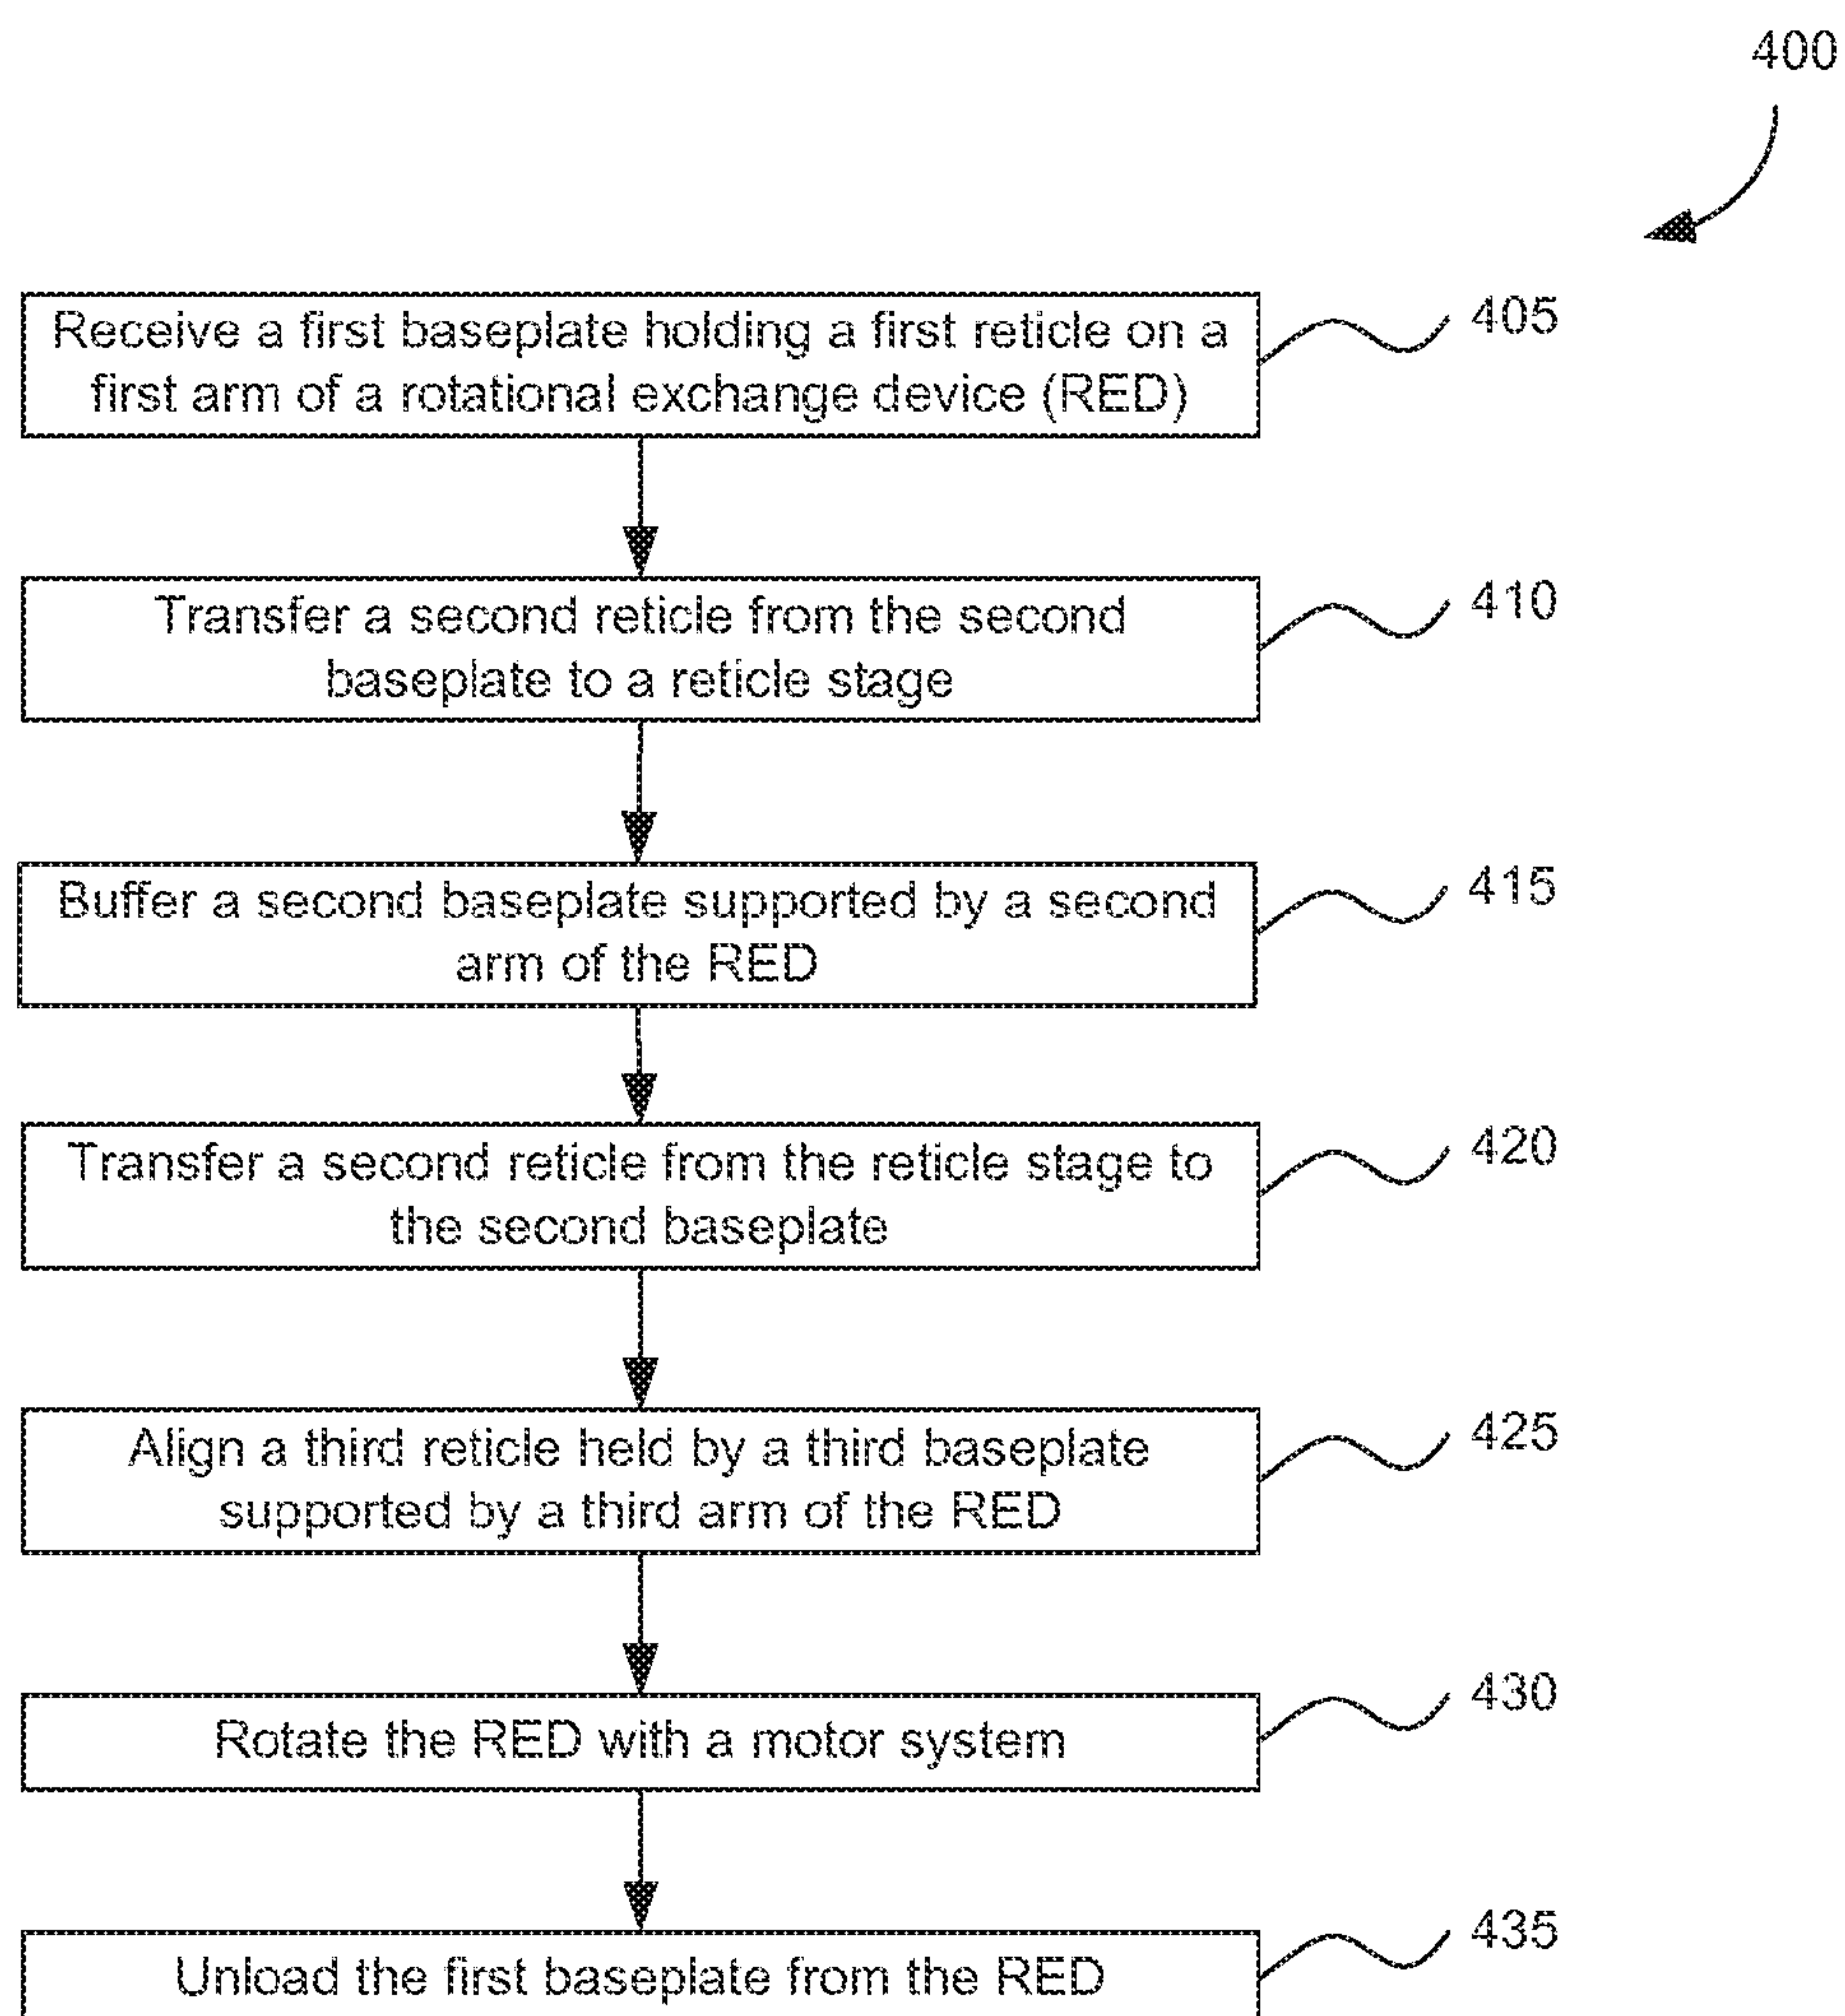 400
Receive a first baseplate holding a first reticle on a
first arm of a rotational exchange device (RED)
405
Transfer a second reticle from the second
baseplate to a reticle stage
410
Buffer a second baseplate supported by a second
arm of the RED
415
Transfer a second reticle from the reticle stage to
the second baseplate
420
Align a third reticle held by a third baseplate
supported by a third arm of the RED
425
Rotate the RED with a motor system
430
Unload the first baseplate from the RED
435